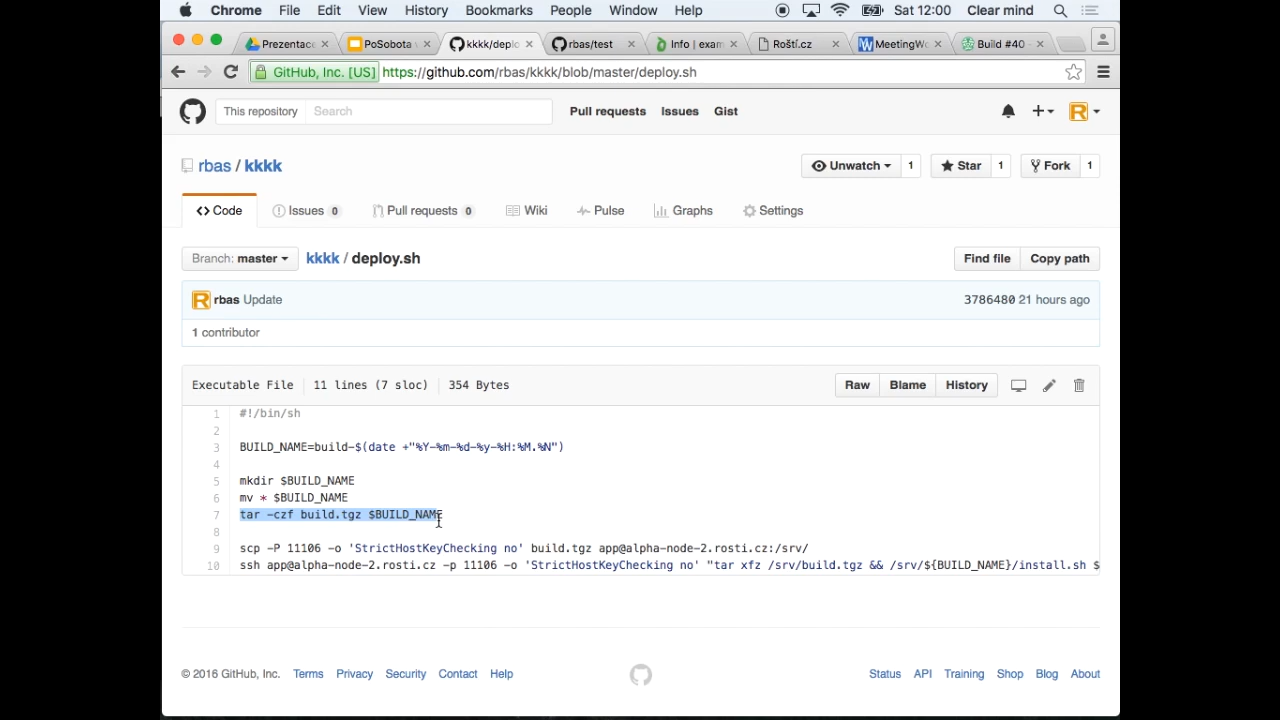 Chrome File Edit View History Bookmarks People Window Help Sat 12:00 Clear mind
Prezentac PoSobota kkkk/deplo rbas/test Info | exam Roští.cz MeetingW Build #40
GitHub, Inc. [US] https://github.com/rbas/kkkk/blob/master/deploy.sh
This repository Search Pull requests Issues Gist
rbas / kkkk Unwatch 1 Star 1 Fork 1
<> Code Issues 0 Pull requests 0 Wiki Pulse Graphs Settings
Branch: master kkkk / deploy.sh Find file Copy path
rbas Update 3786480 21 hours ago
1 contributor
Executable File 11 lines (7 sloc) 354 Bytes Raw Blame History
1 #!/bin/sh
2
3 BUILD_NAME=build-$(date +"%Y-%m-%d-%y-%H:%M.%N")
4
5 mkdir $BUILD_NAME
6 mv * $BUILD_NAME
7 tar -czf build.tgz $BUILD_NAME
8
9 scp -P 11106 -o 'StrictHostKeyChecking no' build.tgz app@alpha-node-2.rosti.cz:/srv/
10 ssh app@alpha-node-2.rosti.cz -p 11106 -o 'StrictHostKeyChecking no' "tar xfz /srv/build.tgz && /srv/${BUILD_NAME}/install.sh $
© 2016 GitHub, Inc. Terms Privacy Security Contact Help Status API Training Shop Blog About